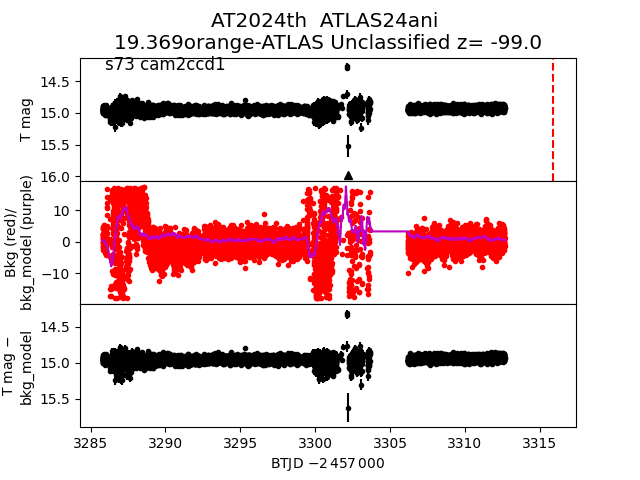 AT2024th ATLAS24ani
19.369orange-ATLAS Unclassified z= -99.0
s73 cam2ccd1
14.5
15.0
15.5
16.0
T mag
10
0
−10
Bkg (red)/
bkg_model (purple)
14.5
15.0
15.5
T mag −
bkg_model
3285 3290 3295 3300 3305 3310 3315
BTJD −2 457 000